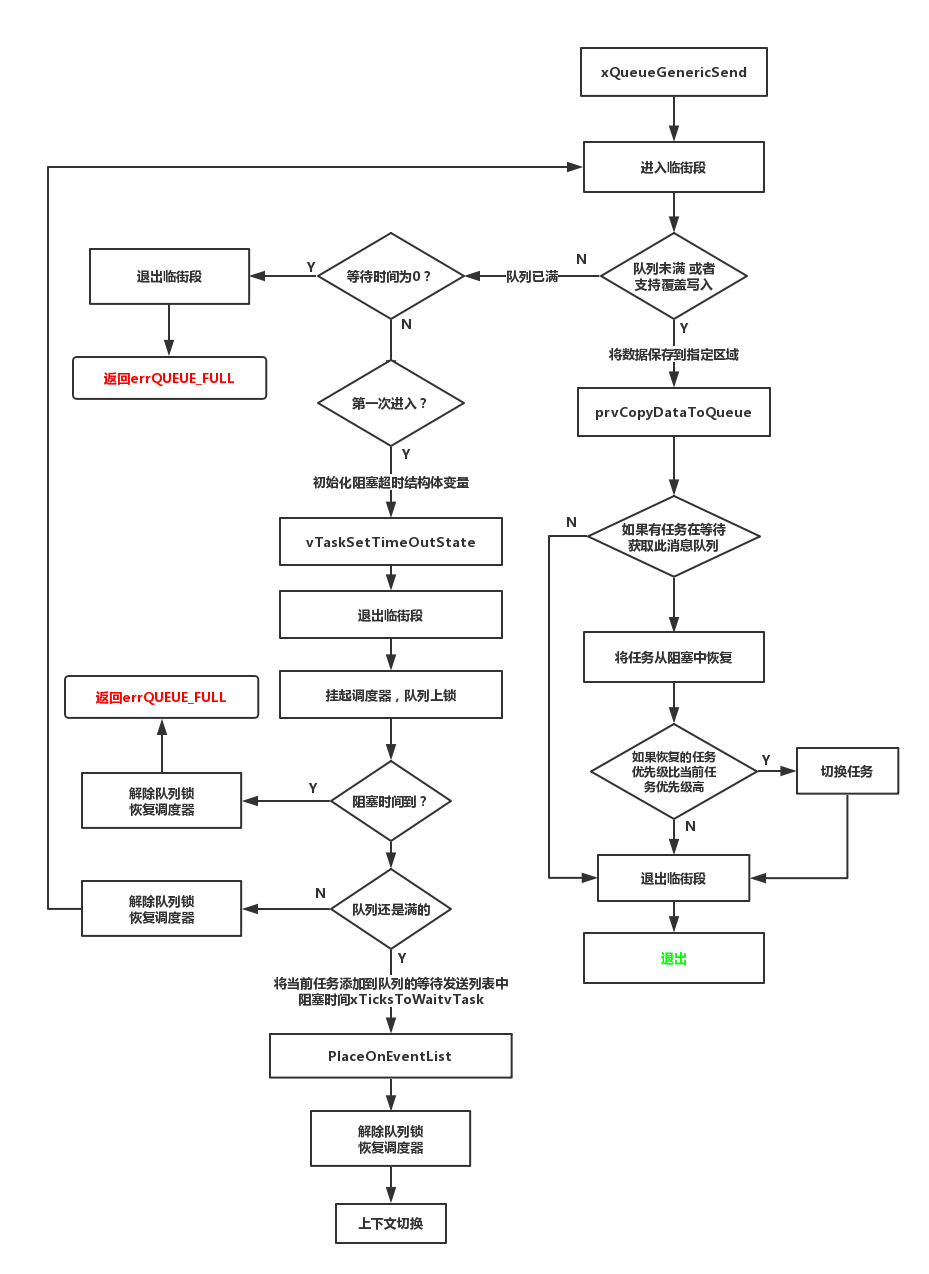 xQueueGenericSend
进入临街段
队列未满 或者
支持覆盖写入
N
队列已满
等待时间为0？
Y
退出临街段
返回errQUEUE_FULL
N
第一次进入？
Y
初始化阻塞超时结构体变量
vTaskSetTimeOutState
退出临街段
挂起调度器，队列上锁
阻塞时间到？
Y
解除队列锁
恢复调度器
返回errQUEUE_FULL
队列还是满的
N
解除队列锁
恢复调度器
Y
将当前任务添加到队列的等待发送列表中
阻塞时间xTicksToWaitvTask
PlaceOnEventList
解除队列锁
恢复调度器
上下文切换
Y
将数据保存到指定区域
prvCopyDataToQueue
如果有任务在等待
获取此消息队列
N
将任务从阻塞中恢复
如果恢复的任务
优先级比当前任
务优先级高
Y
切换任务
N
退出临街段
退出